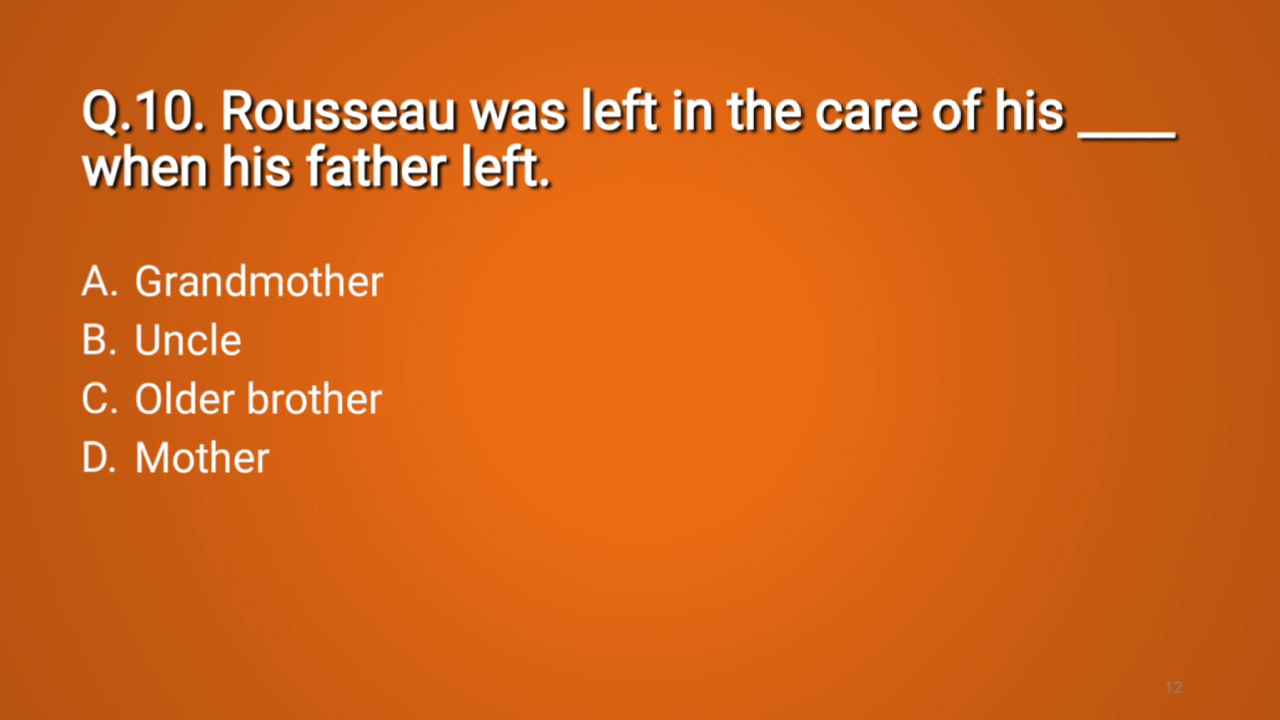 Q.10. Rousseau was left in the care of his ____
when his father left.
A. Grandmother
B. Uncle
C. Older brother
D. Mother
12